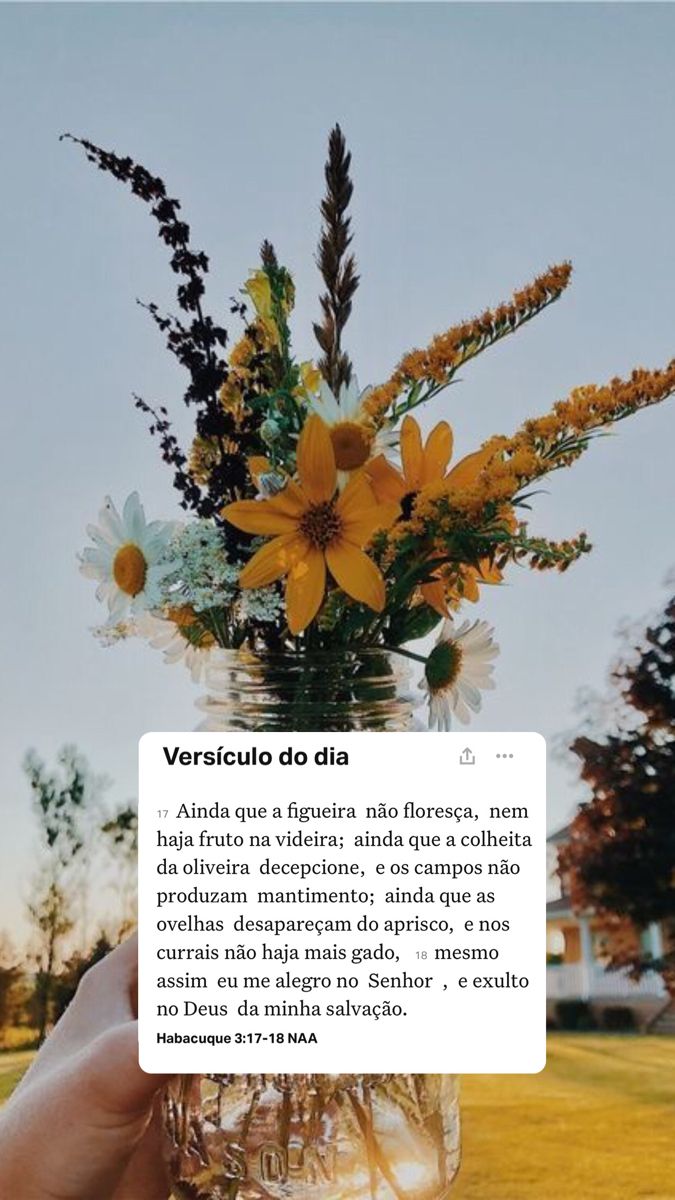 Versículo do dia
17 Ainda que a figueira não floresça, nem
haja fruto na videira; ainda que a colheita
da oliveira decepcione, e os campos não
produzam mantimento; ainda que as
ovelhas desapareçam do aprisco, e nos
currais não haja mais gado, 18 mesmo
assim eu me alegro no Senhor , e exulto
no Deus da minha salvação.
Habacuque 3:17-18 NAA